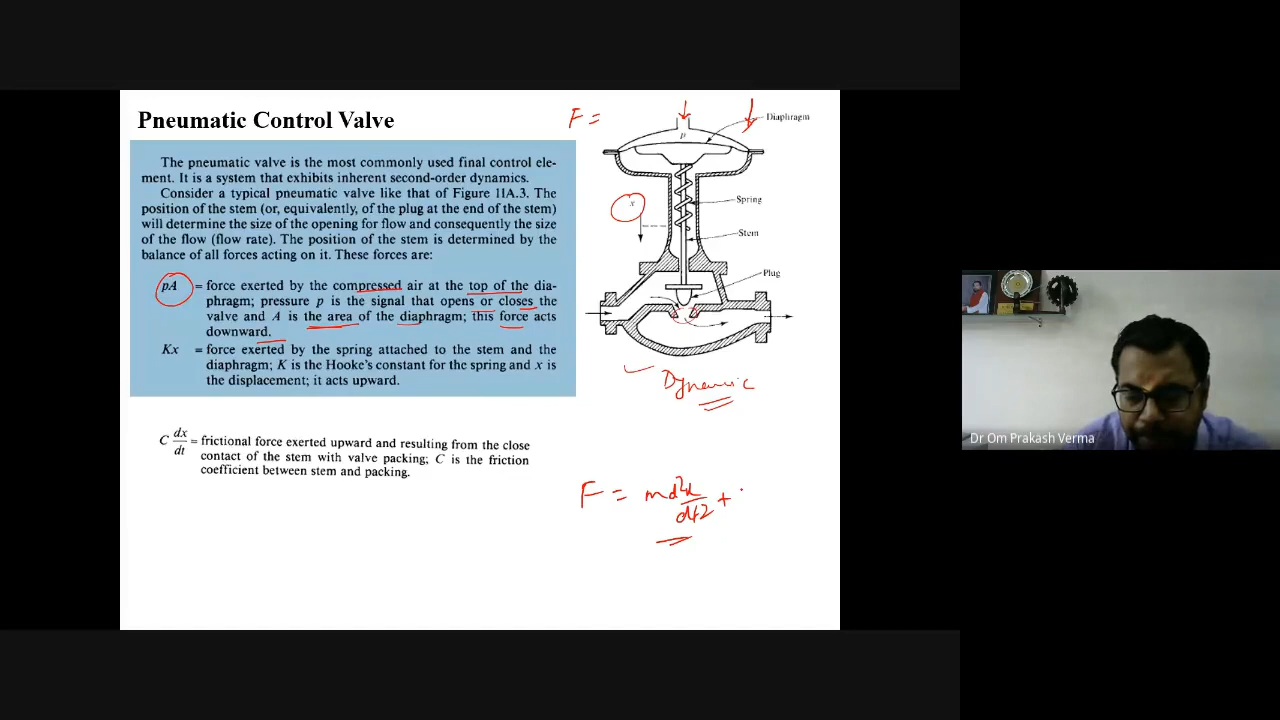 Pneumatic Control Valve
The pneumatic valve is the most commonly used final control ele-
ment. It is a system that exhibits inherent second-order dynamics.
Consider a typical pneumatic valve like that of Figure 11A.3. The
position of the stem (or, equivalently, of the plug at the end of the stem)
will determine the size of the opening for flow and consequently the size
of the flow (flow rate). The position of the stem is determined by the
balance of all forces acting on it. These forces are:
pA = force exerted by the compressed air at the top of the dia-
phragm; pressure p is the signal that opens or closes the
valve and A is the area of the diaphragm; this force acts
downward.
Kx = force exerted by the spring attached to the stem and the
diaphragm; K is the Hooke's constant for the spring and x is
the displacement; it acts upward.
C dx/dt = frictional force exerted upward and resulting from the close
contact of the stem with valve packing; C is the friction
coefficient between stem and packing.
F =
Diaphragm
p
x
Spring
Stem
Plug
Dynamic
F = md²x/dt2 +
Dr Om Prakash Verma